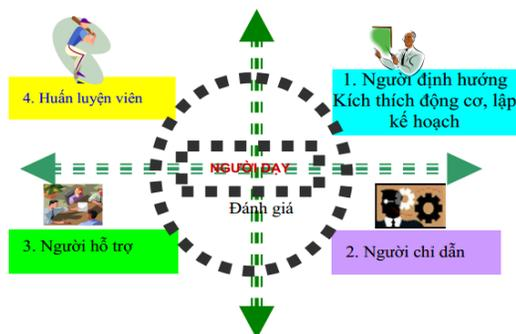 4. Huấn luyện viên
1. Người định hướng
Kích thích động cơ, lập
kế hoạch
NGƯỜI DẠY
Đánh giá
3. Người hỗ trợ
2. Người chỉ dẫn